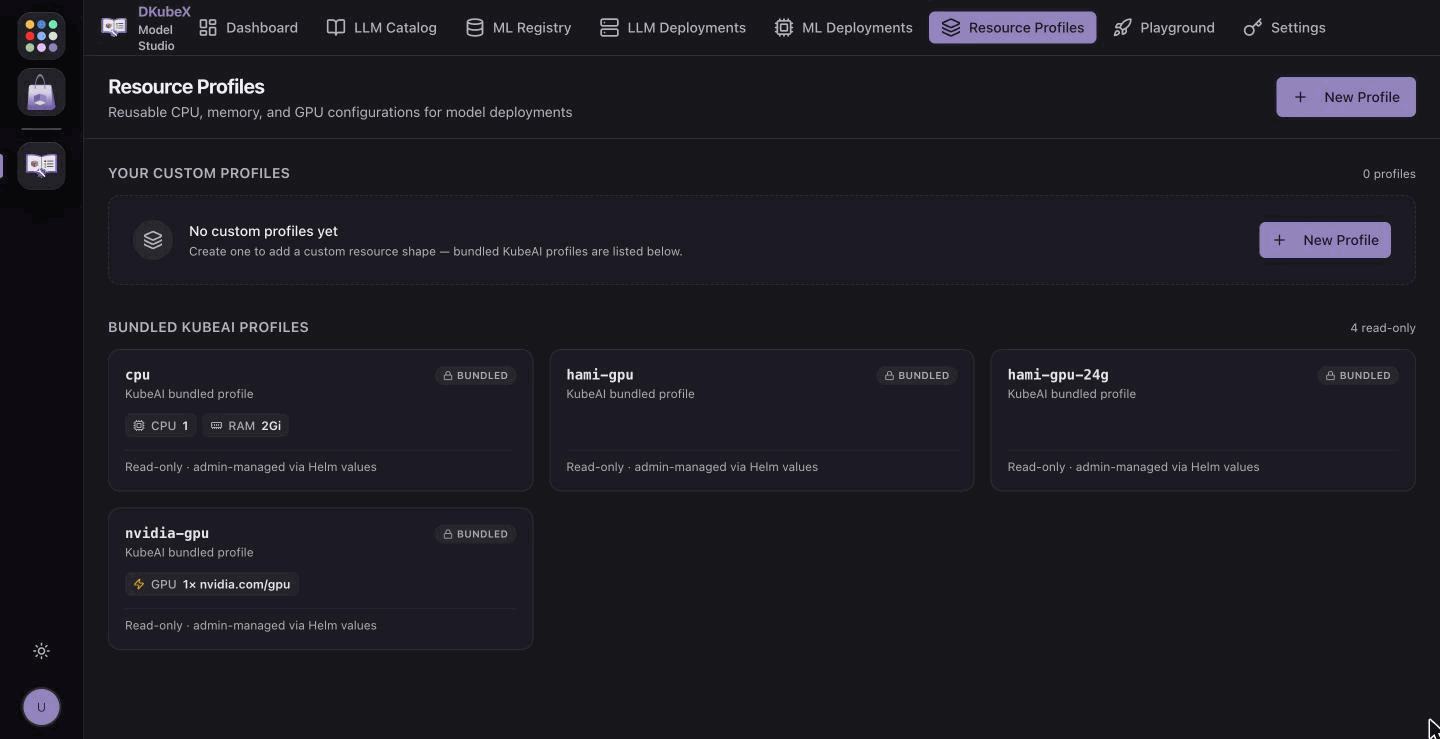 DKubeX
Model
Studio
Dashboard
LLM Catalog
ML Registry
LLM Deployments
ML Deployments
Resource Profiles
Playground
Settings
Resource Profiles
Reusable CPU, memory, and GPU configurations for model deployments
+ New Profile
YOUR CUSTOM PROFILES
0 profiles
No custom profiles yet
Create one to add a custom resource shape — bundled KubeAI profiles are listed below.
+ New Profile
BUNDLED KUBEAI PROFILES
4 read-only
cpu
BUNDLED
KubeAI bundled profile
CPU 1
RAM 2Gi
Read-only · admin-managed via Helm values
hami-gpu
BUNDLED
KubeAI bundled profile
Read-only · admin-managed via Helm values
hami-gpu-24g
BUNDLED
KubeAI bundled profile
Read-only · admin-managed via Helm values
nvidia-gpu
BUNDLED
KubeAI bundled profile
GPU 1× nvidia.com/gpu
Read-only · admin-managed via Helm values
U